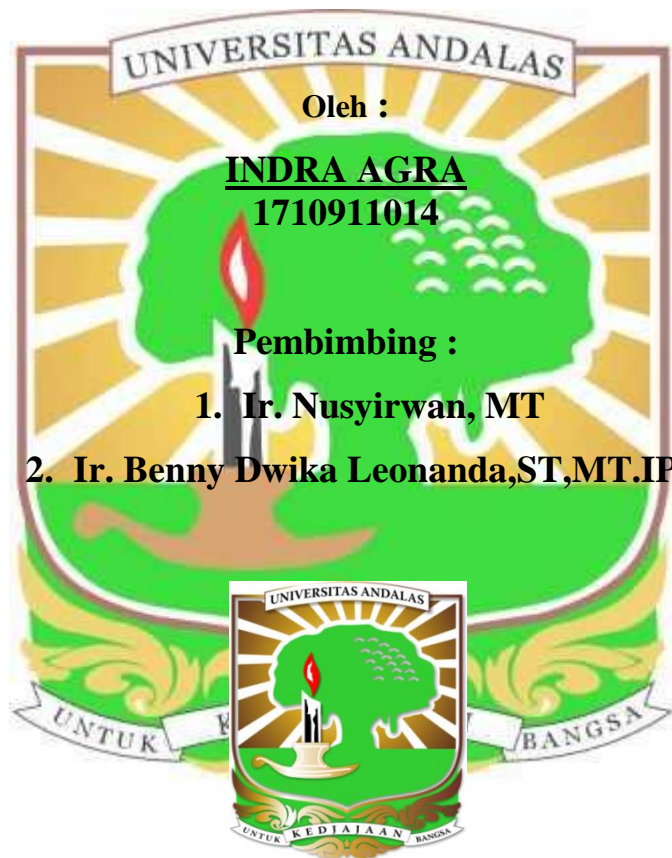 UNIVERSITAS ANDALAS
Oleh :
INDRA AGRA
1710911014
Pembimbing :
1. Ir. Nusyirwan, MT
2. Ir. Benny Dwika Leonanda,ST,MT.IP
UNIVERSITAS ANDALAS
UNTUK
BANGSA
UNTUK KEDJAJAAN BANGSA